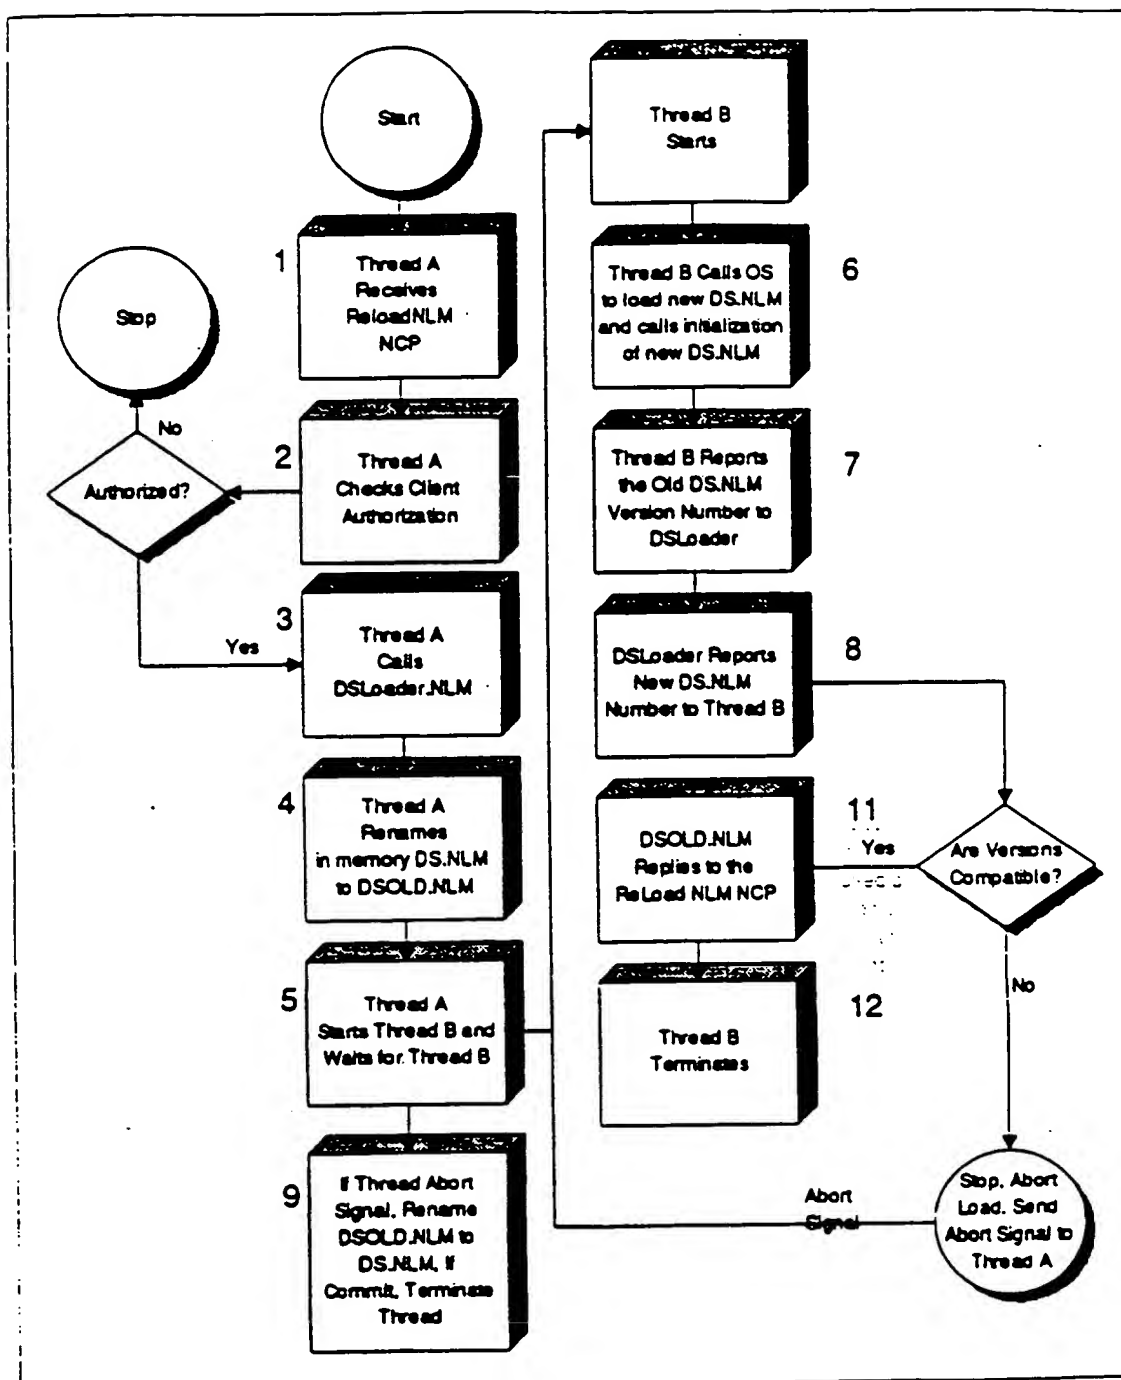 Start
1
Thread A
Receives
ReloadNLM
NCP
Stop
No
Authorized?
2
Thread A
Checks Client
Authorization
Yes
3
Thread A
Calls
DSLoader.NLM
4
Thread A
Renames
in memory DS.NLM
to DSOLD.NLM
5
Thread A
Starts Thread B and
Waits for Thread B
9
If Thread Abort
Signal, Rename
DSOLD.NLM to
DS.NLM, If
Commit, Terminate
Thread
Thread B
Starts
6
Thread B Calls OS
to load new DS.NLM
and calls initialization
of new DS.NLM
7
Thread B Reports
the Old DS.NLM
Version Number to
DSLoader
8
DSLoader Reports
New DS.NLM
Number to Thread B
Are Versions
Compatible?
Yes
11
DSOLD.NLM
Replies to the
ReLoad NLM NCP
12
Thread B
Terminates
No
Stop, Abort
Load, Send
Abort Signal to
Thread A
Abort
Signal